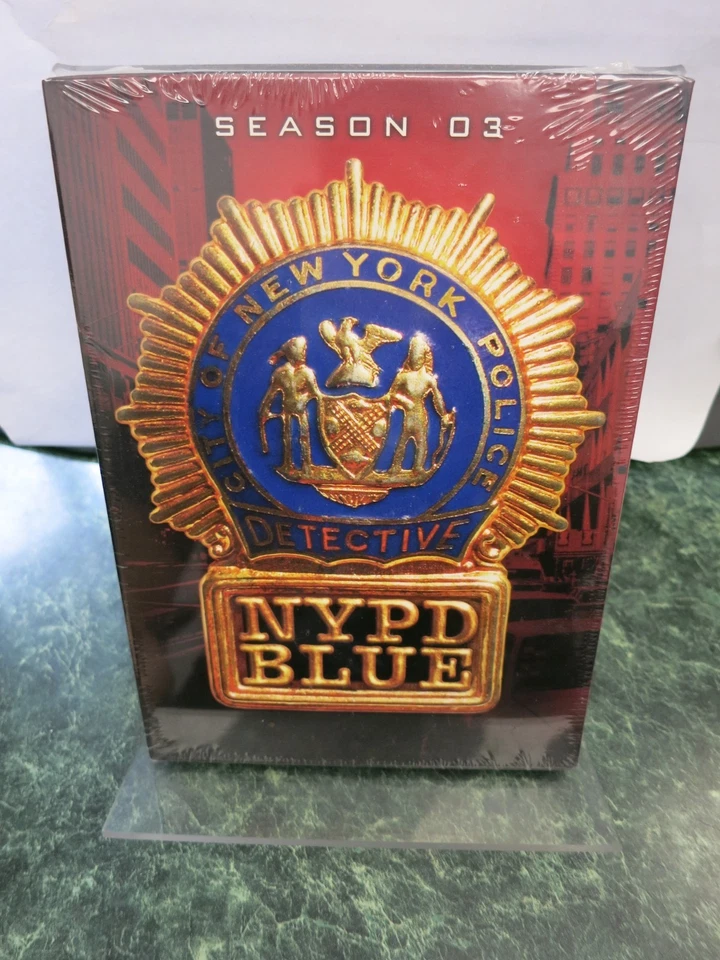 SEASON 03
CITY OF NEW YORK POLICE
DETECTIVE
NYPD
BLUE